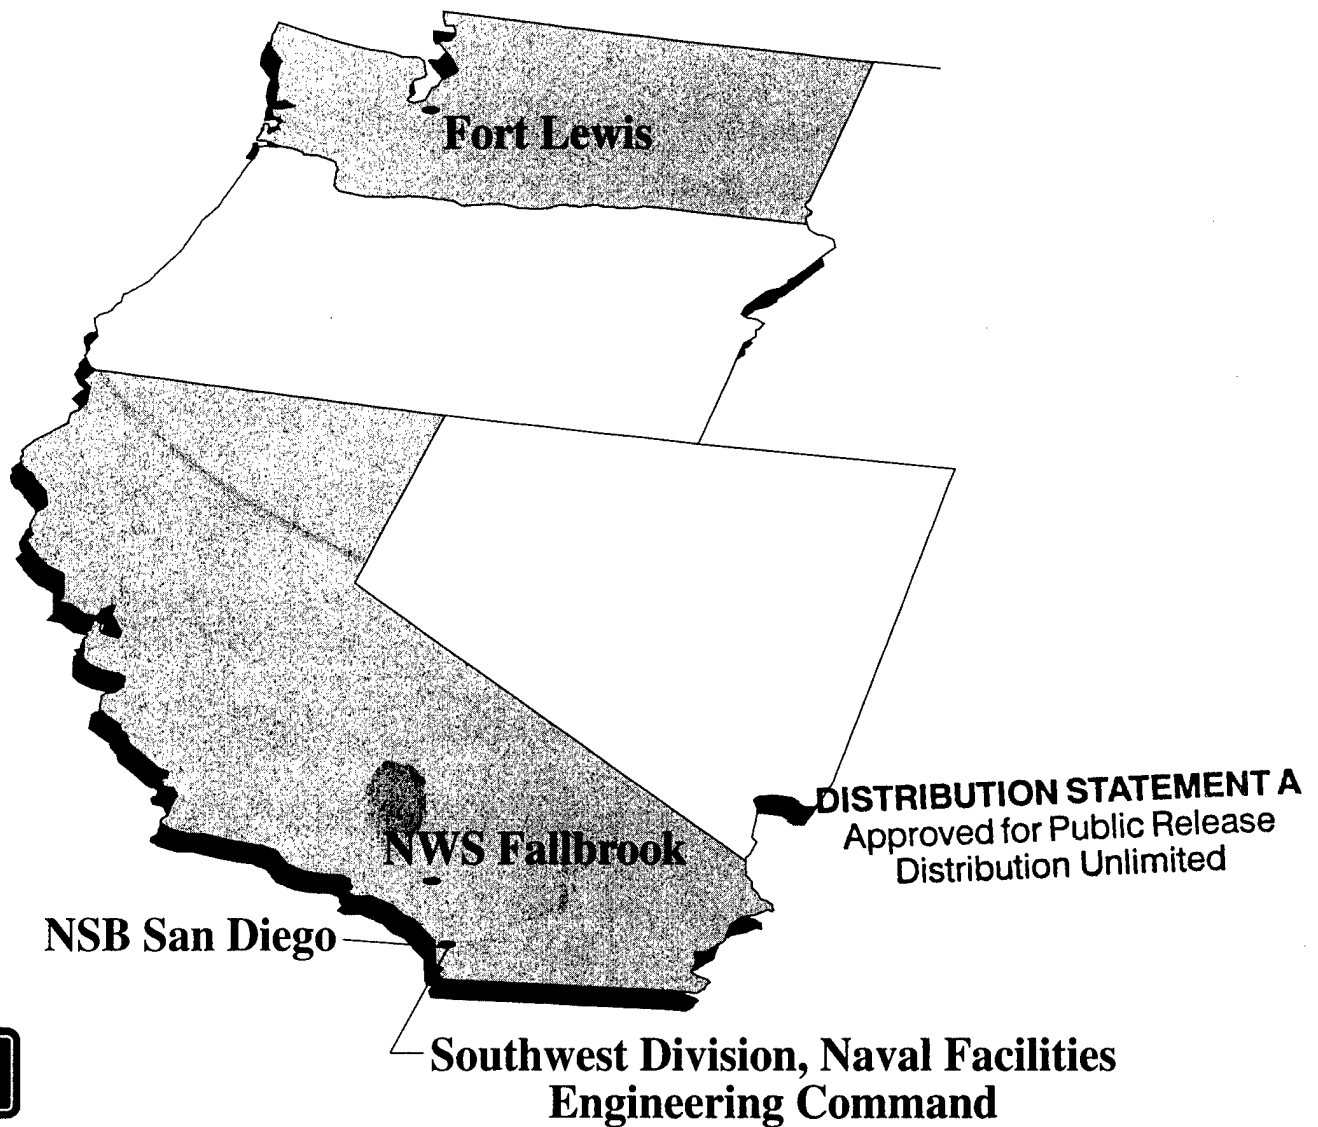 Fort Lewis
DISTRIBUTION STATEMENT A
Approved for Public Release
Distribution Unlimited
NWS Fallbrook
NSB San Diego
Southwest Division, Naval Facilities
Engineering Command